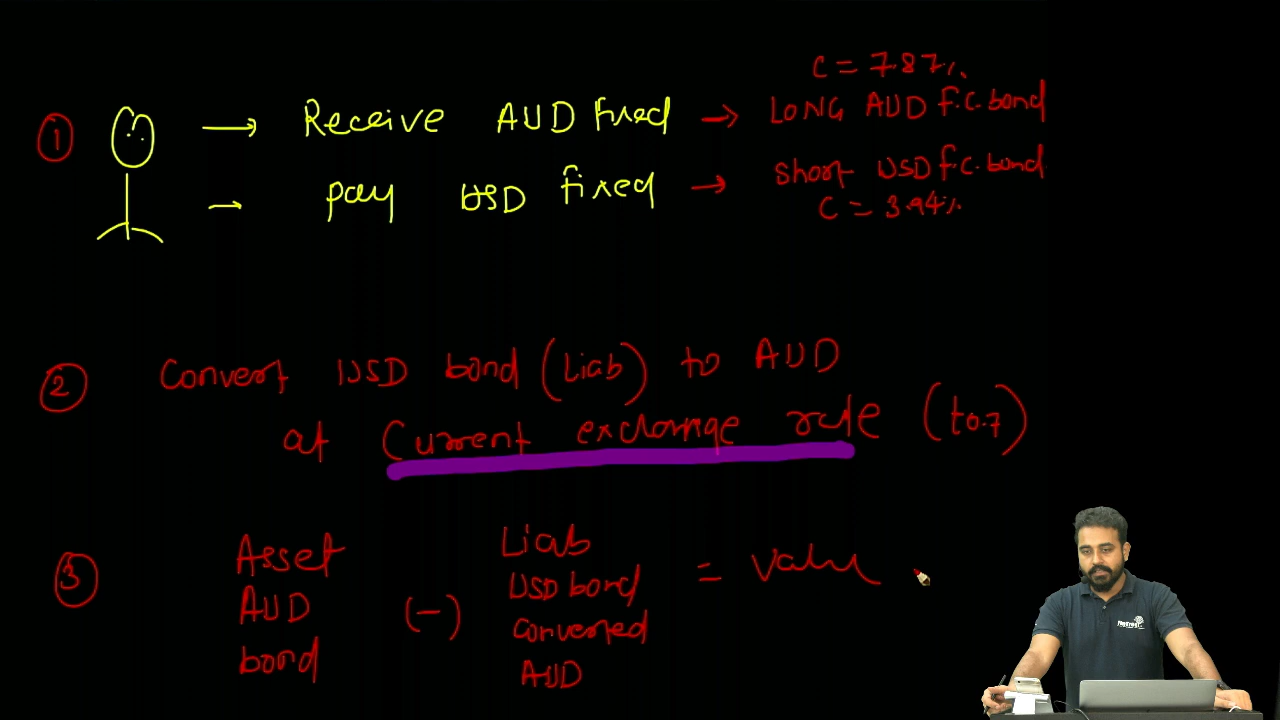 C = 7.87%
① → Receive AUD fixed → LONG AUD f.c. bond
→ pay USD fixed → Short USD f.c. bond
C = 3.94%
② Convert USD bond (Liab) to AUD
at Current exchange rate (t0.7)
③ Asset AUD bond (-) Liab USD bond Converted AUD = Value